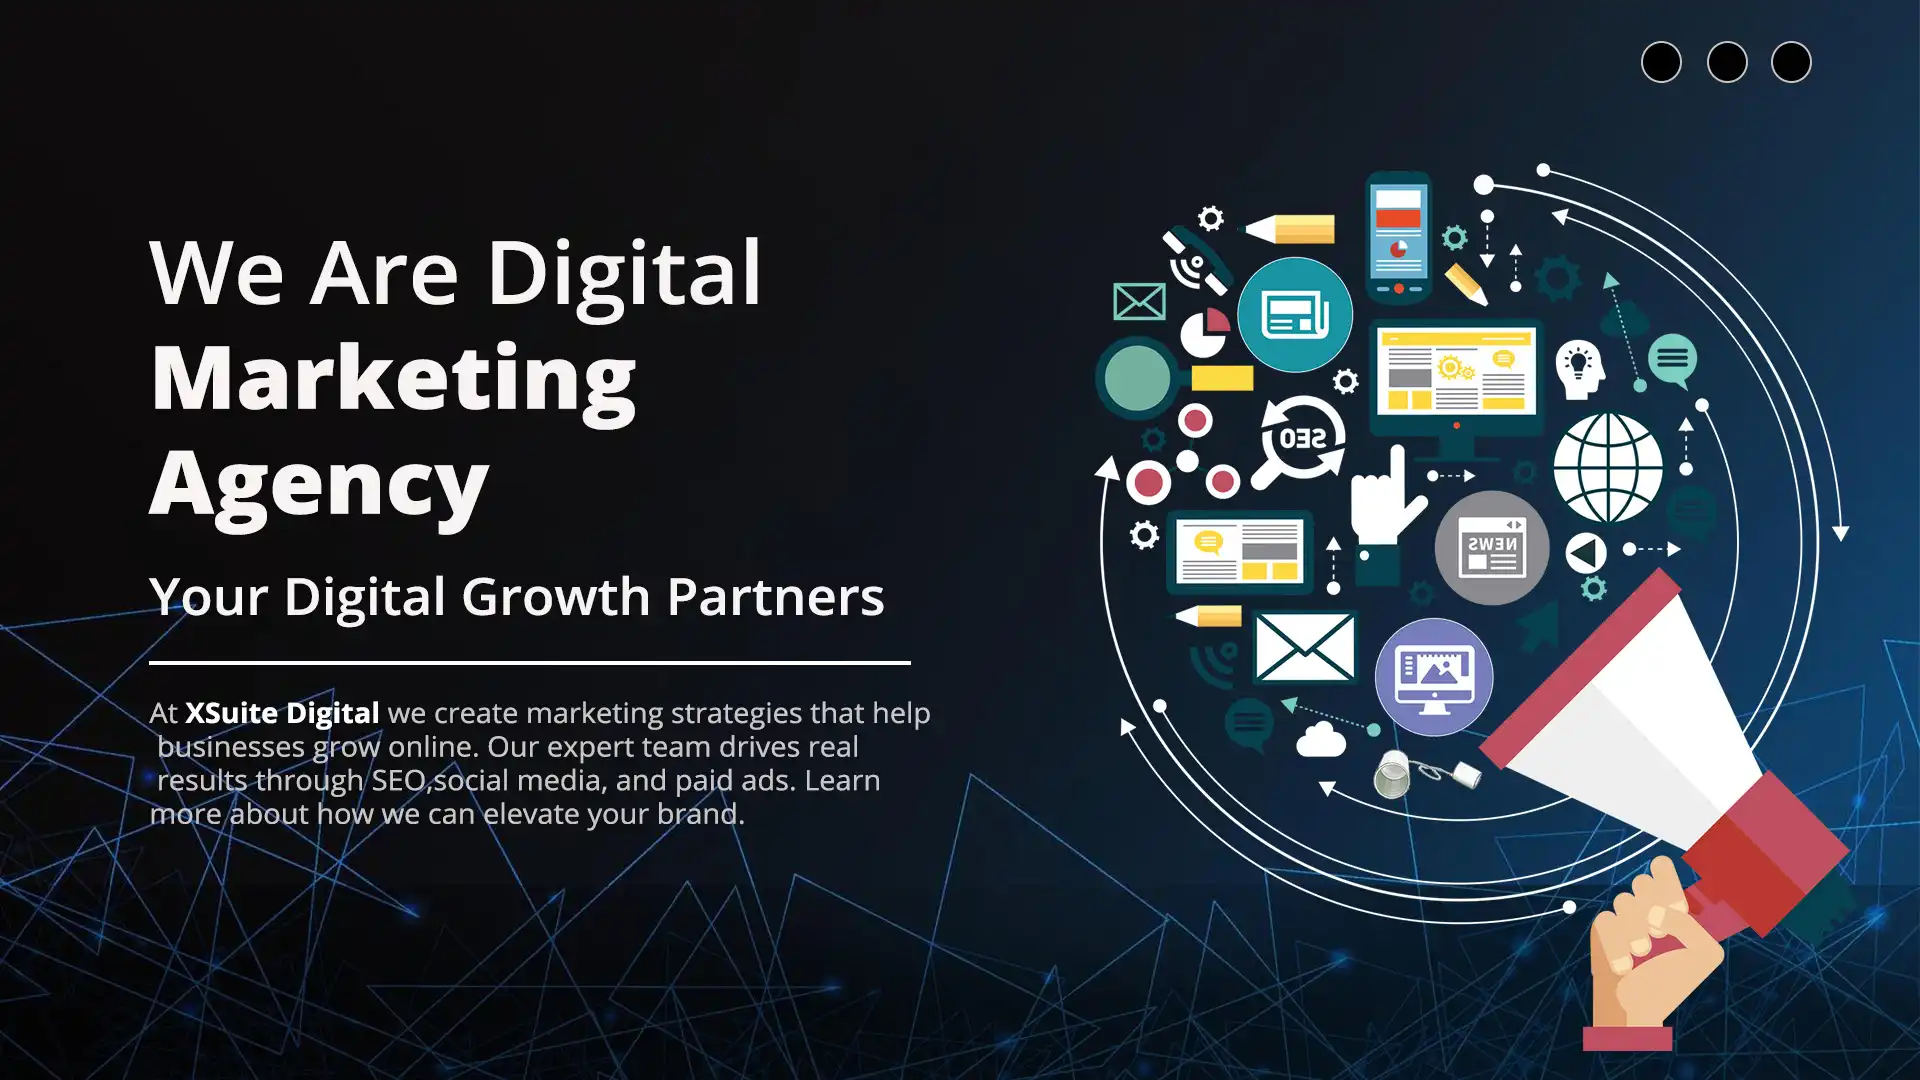 We Are Digital
Marketing
Agency
Your Digital Growth Partners
At XSuite Digital we create marketing strategies that help
businesses grow online. Our expert team drives real
results through SEO,social media, and paid ads. Learn
more about how we can elevate your brand.
SEO
NEWS